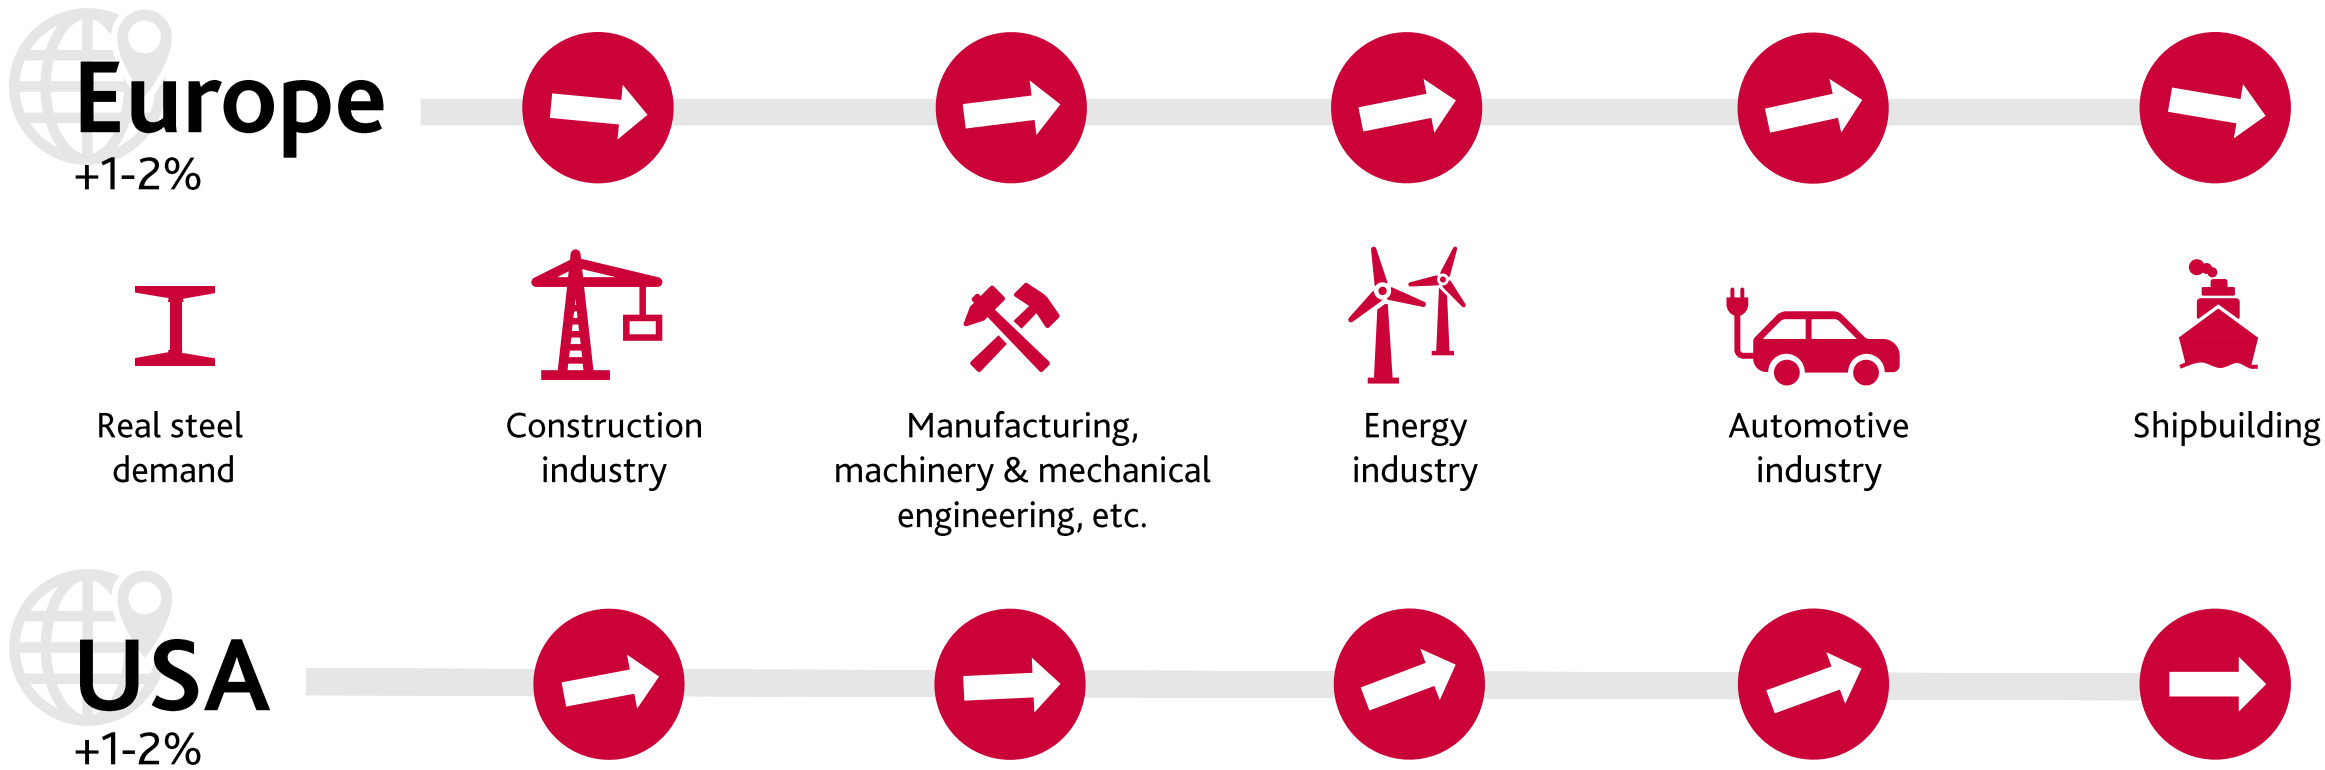 Europe
+1-2%
Real steel
demand
Construction
industry
Manufacturing,
machinery & mechanical
engineering, etc.
Energy
industry
Automotive
industry
Shipbuilding
USA
+1-2%